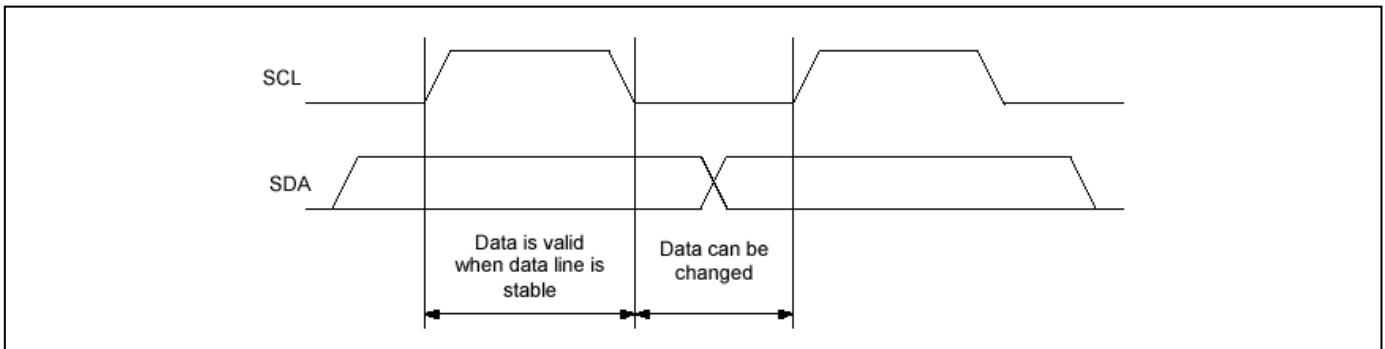 SCL
SDA
Data is valid
when data line is
stable
Data can be
changed